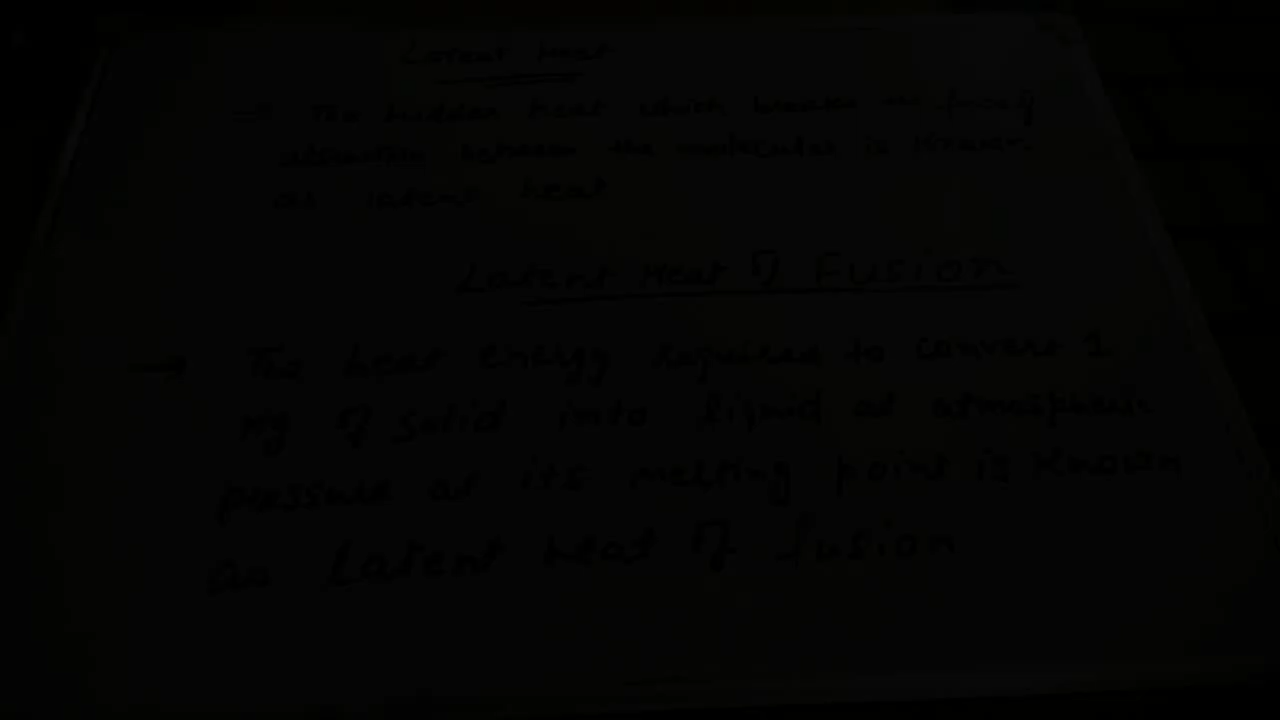 Latent Heat
→ The hidden heat which breaks the force of
attraction between the molecules is known.
as latent heat
Latent Heat of Fusion
→ The heat energy required to convert 1
kg of solid into liquid at atmospheric
pressure at its melting point is known
as latent heat of fusion